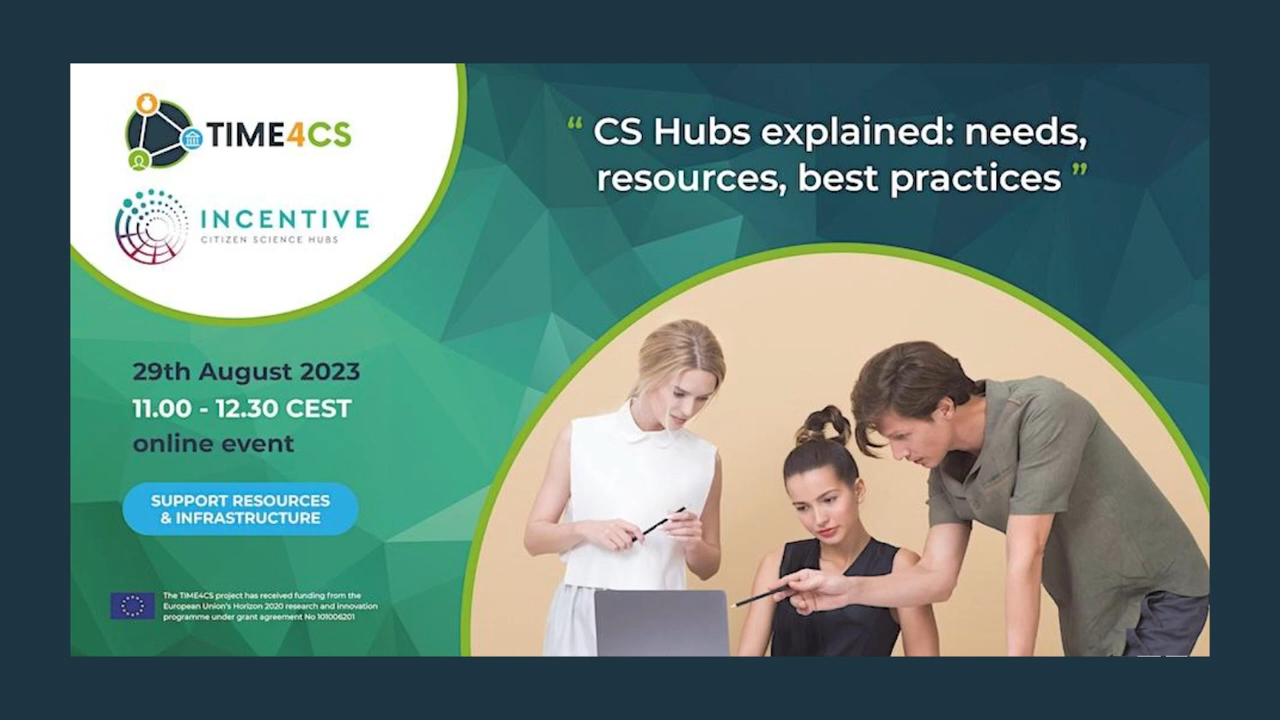 TIME4CS
INCENTIVE
CITIZEN SCIENCE HUBS
“ CS Hubs explained: needs,
resources, best practices ”
29th August 2023
11.00 - 12.30 CEST
online event
SUPPORT RESOURCES
& INFRASTRUCTURE
The TIME4CS project has received funding from the
European Union's Horizon 2020 research and innovation
programme under grant agreement No 101006201